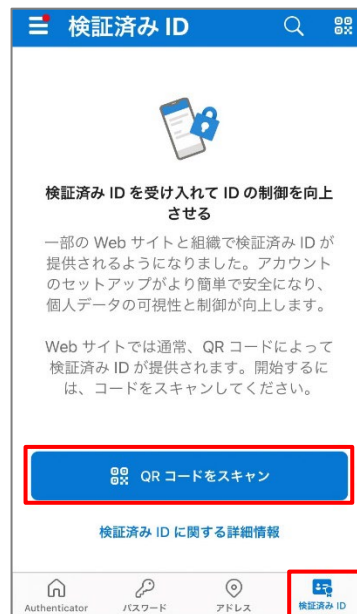 検証済み ID
検証済み ID を受け入れて ID の制御を向上
させる
一部の Web サイトと組織で検証済み ID が
提供されるようになりました。アカウント
のセットアップがより簡単で安全になり、
個人データの可視性と制御が向上します。
Web サイトでは通常、QR コードによって
検証済み ID が提供されます。開始するに
は、コードをスキャンしてください。
QR コードをスキャン
検証済み ID に関する詳細情報
Authenticator パスワード アドレス 検証済み ID